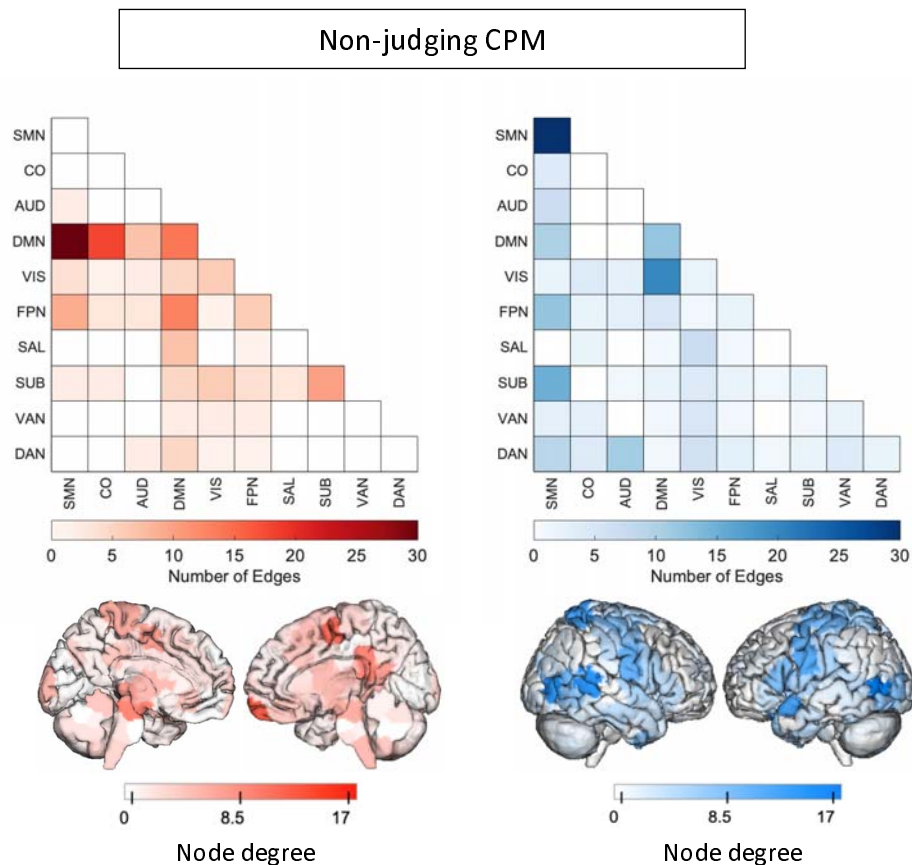 Non-judging CPM
SMN
CO
AUD
DMN
VIS
FPN
SAL
SUB
VAN
DAN
SMN CO AUD DMN VIS FPN SAL SUB VAN DAN
0 5 10 15 20 25 30
Number of Edges
0 8.5 17
Node degree
SMN
CO
AUD
DMN
VIS
FPN
SAL
SUB
VAN
DAN
SMN CO AUD DMN VIS FPN SAL SUB VAN DAN
0 5 10 15 20 25 30
Number of Edges
0 8.5 17
Node degree